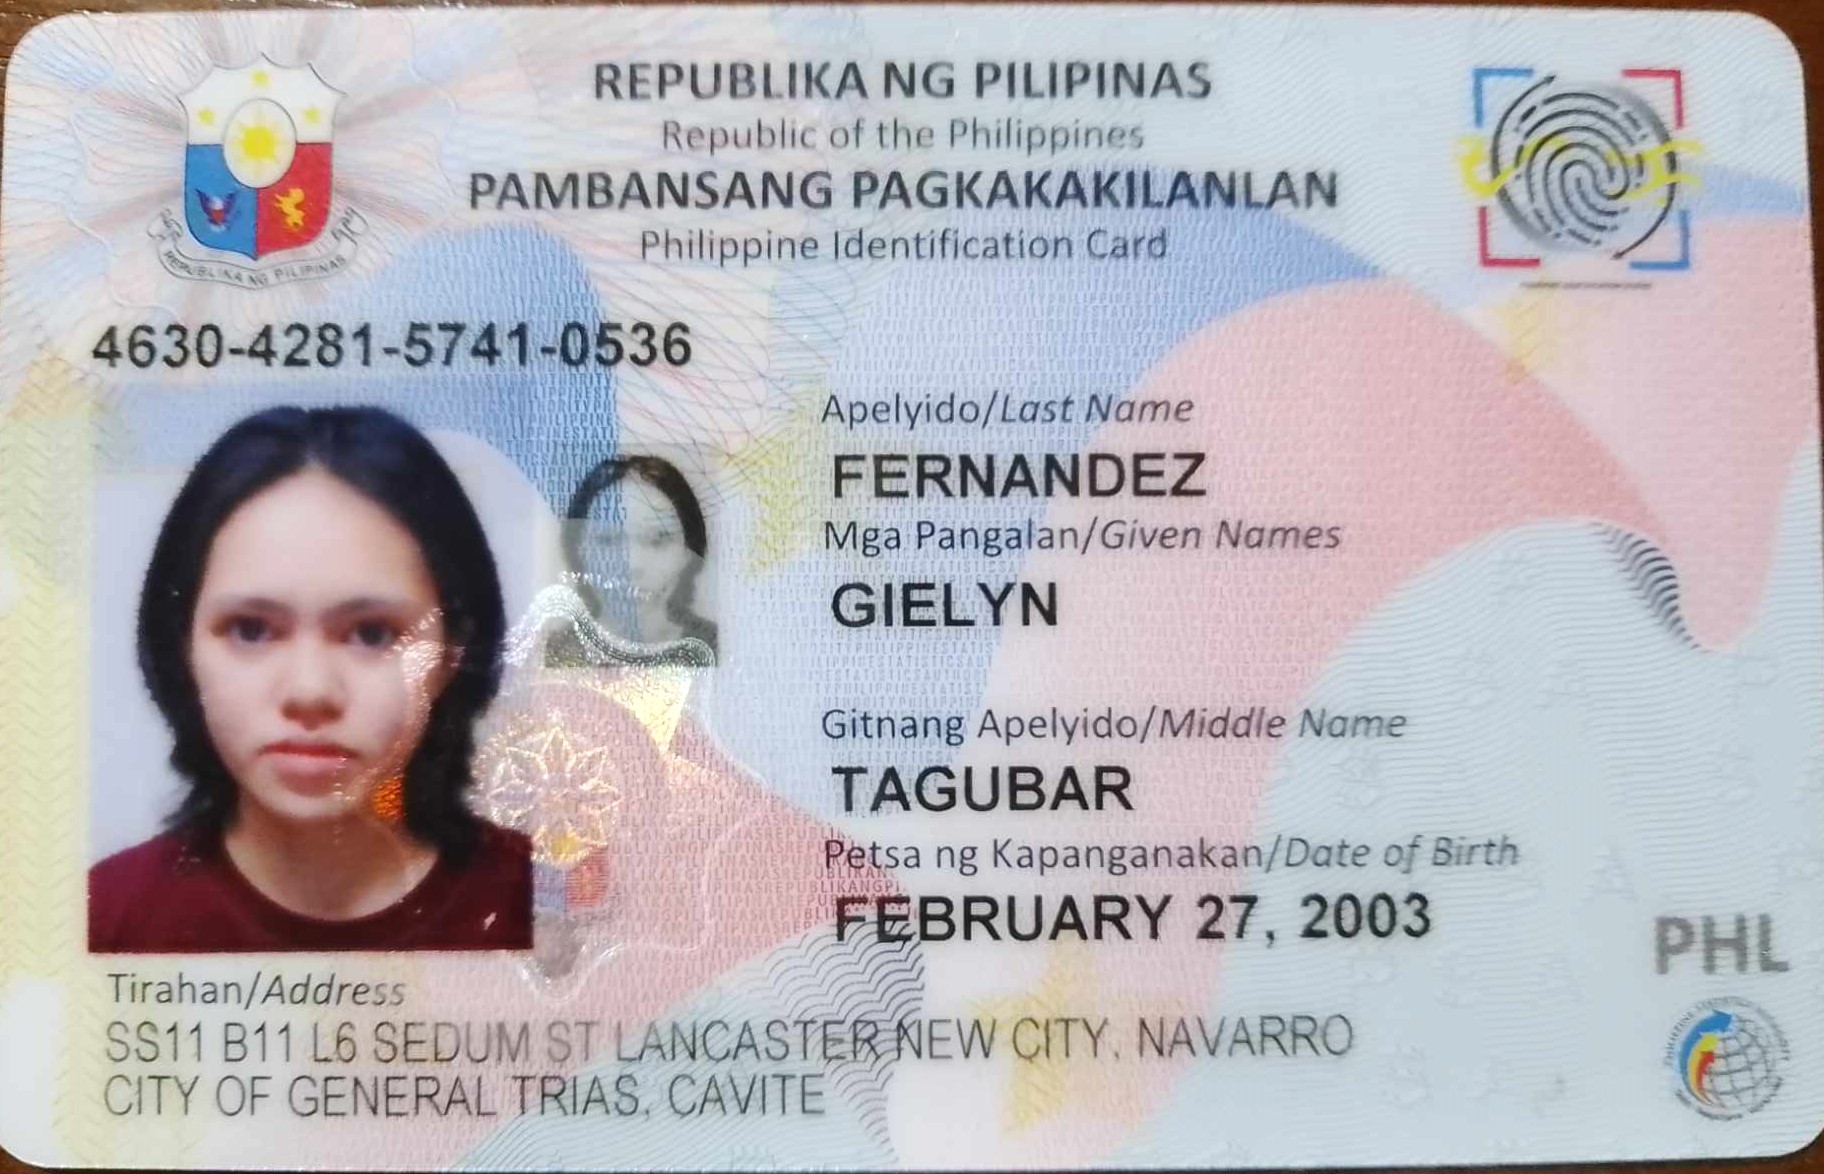 REPUBLIKA NG PILIPINAS
Republic of the Philippines
PAMBANSANG PAGKAKAKILANLAN
Philippine Identification Card
REPUBLIKA NG PILIPINAS
4630-4281-5741-0536
Apelyido/Last Name
FERNANDEZ
Mga Pangalan/Given Names
GIELYN
Gitnang Apelyido/Middle Name
TAGUBAR
Petsa ng Kapanganakan/Date of Birth
FEBRUARY 27, 2003
PHL
Tirahan/Address
SS11 B11 L6 SEDUM ST LANCASTER NEW CITY, NAVARRO
CITY OF GENERAL TRIAS, CAVITE